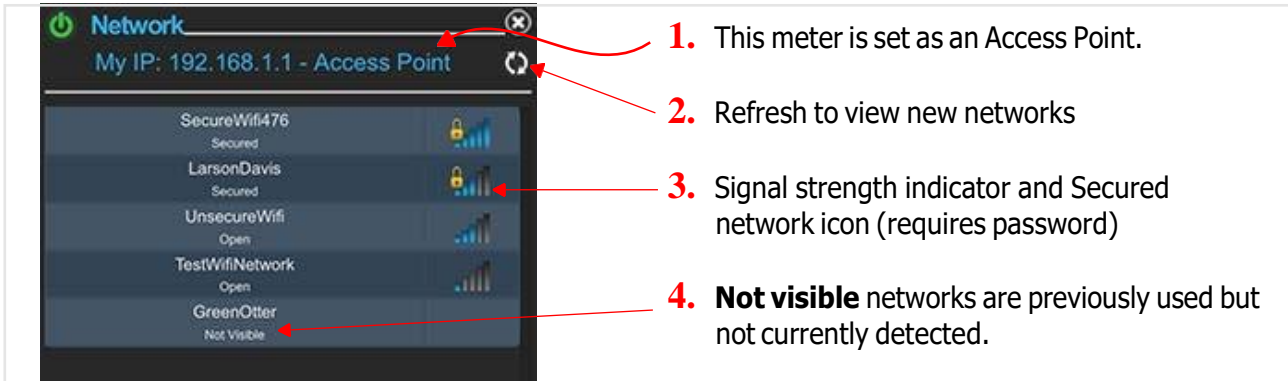 Network
My IP: 192.168.1.1 - Access Point
SecureWifi476
Secured
LarsonDavis
Secured
UnsecureWifi
Open
TestWifiNetwork
Open
GreenOtter
Not Visible
1. This meter is set as an Access Point.
2. Refresh to view new networks
3. Signal strength indicator and Secured
network icon (requires password)
4. Not visible networks are previously used but
not currently detected.